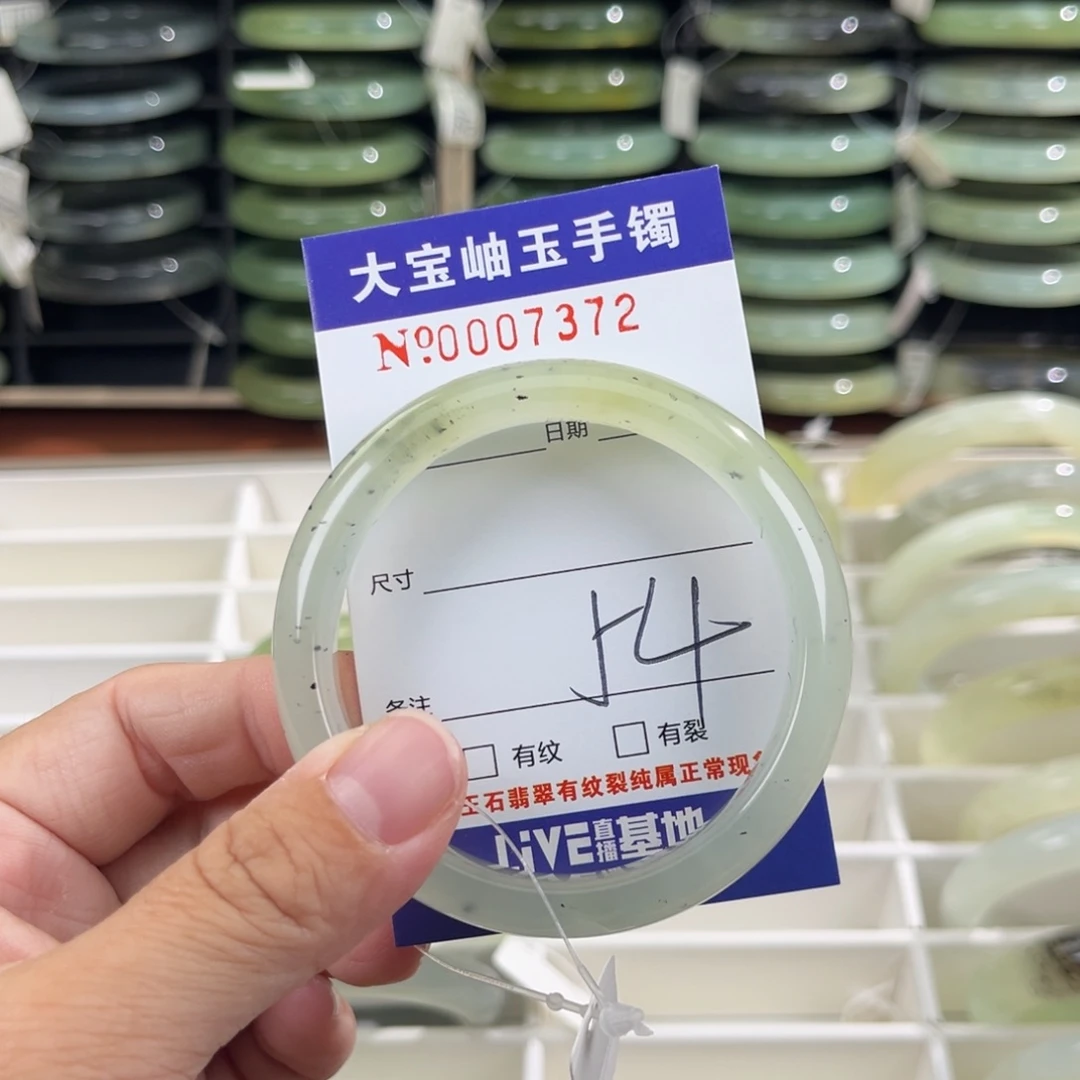 大宝岫玉手镯
№0007372
日期
尺寸
54
备注
有纹 有裂
玉石翡翠有纹裂纯属正常现
LiVE直播基地